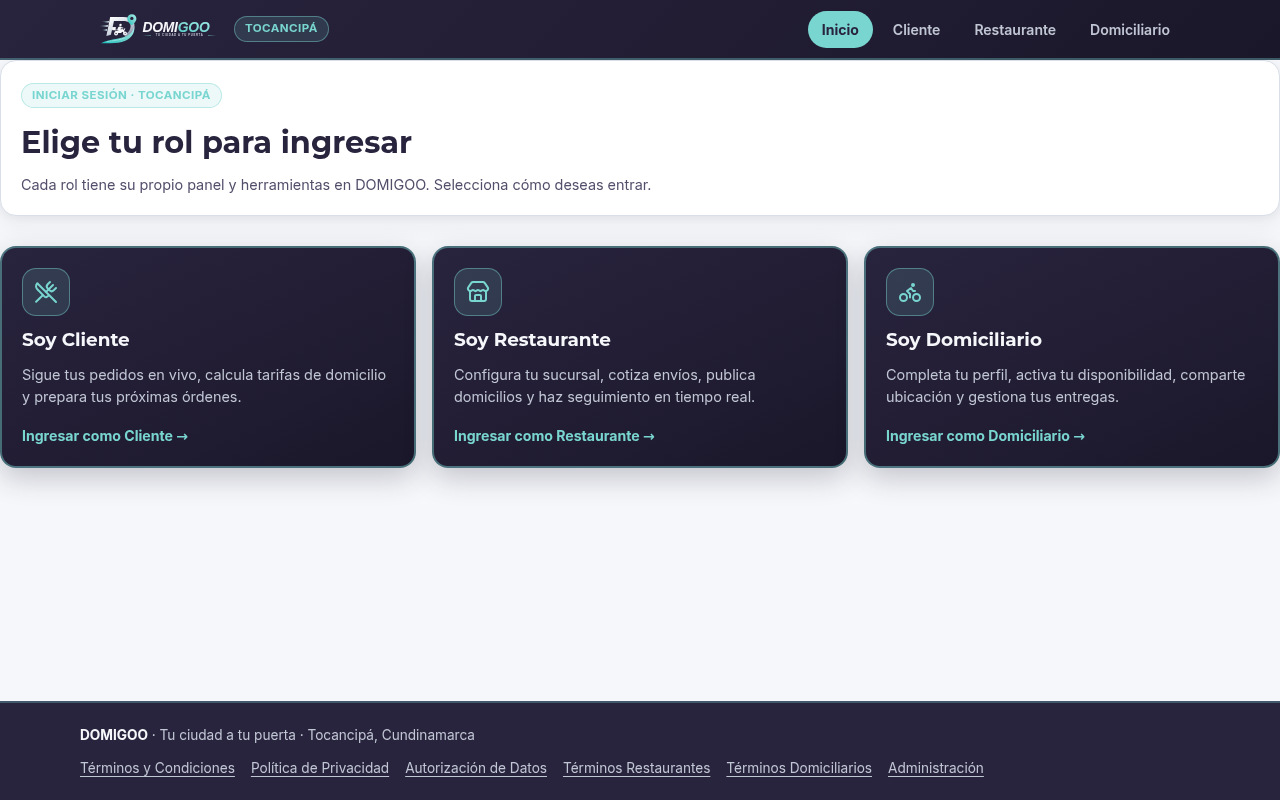 DOMIGOO
TU CIUDAD A TU PUERTA
TOCANCIPÁ
Inicio
Cliente
Restaurante
Domiciliario
INICIAR SESIÓN · TOCANCIPÁ
Elige tu rol para ingresar
Cada rol tiene su propio panel y herramientas en DOMIGOO. Selecciona cómo deseas entrar.
Soy Cliente
Sigue tus pedidos en vivo, calcula tarifas de domicilio
y prepara tus próximas órdenes.
Ingresar como Cliente →
Soy Restaurante
Configura tu sucursal, cotiza envíos, publica
domicilios y haz seguimiento en tiempo real.
Ingresar como Restaurante →
Soy Domiciliario
Completa tu perfil, activa tu disponibilidad, comparte
ubicación y gestiona tus entregas.
Ingresar como Domiciliario →
DOMIGOO · Tu ciudad a tu puerta · Tocancipá, Cundinamarca
Términos y Condiciones
Política de Privacidad
Autorización de Datos
Términos Restaurantes
Términos Domiciliarios
Administración